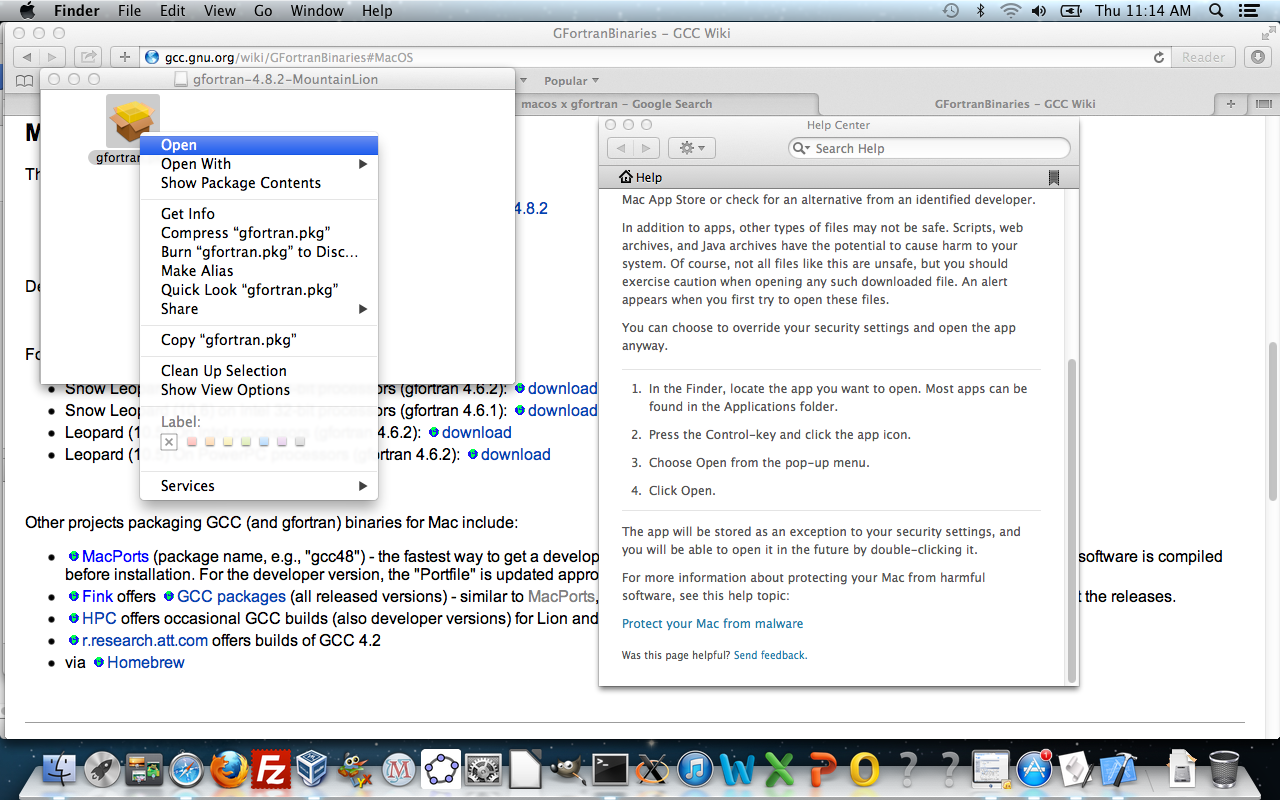 Finder File Edit View Go Window Help Thu 11:14 AM
GFortranBinaries – GCC Wiki
gcc.gnu.org/wiki/GFortranBinaries#MacOS Reader
Popular
macos x gfortran – Google Search GFortranBinaries – GCC Wiki
gfortran-4.8.2-MountainLion
gfortran
Open
Open With
Show Package Contents
Get Info
Compress “gfortran.pkg”
Burn “gfortran.pkg” to Disc...
Make Alias
Quick Look “gfortran.pkg”
Share
Copy “gfortran.pkg”
Clean Up Selection
Show View Options
Label:
Services
M
Th
4.8.2
De
Fo
Snow Leop -bit processors (gfortran 4.6.2): download
Snow Leop processors (gfortran 4.6.1): download
Leopard (10 4.6.2): download
Leopard (10 rtran 4.6.2): download
Other projects packaging GCC (and gfortran) binaries for Mac include:
MacPorts (package name, e.g., "gcc48") - the fastest way to get a develop software is compiled
before installation. For the developer version, the "Portfile" is updated appro
Fink offers GCC packages (all released versions) - similar to MacPorts, t the releases.
HPC offers occasional GCC builds (also developer versions) for Lion and
r.research.att.com offers builds of GCC 4.2
via Homebrew
Help Center
Search Help
Help
Mac App Store or check for an alternative from an identified developer.
In addition to apps, other types of files may not be safe. Scripts, web
archives, and Java archives have the potential to cause harm to your
system. Of course, not all files like this are unsafe, but you should
exercise caution when opening any such downloaded file. An alert
appears when you first try to open these files.
You can choose to override your security settings and open the app
anyway.
1. In the Finder, locate the app you want to open. Most apps can be
found in the Applications folder.
2. Press the Control-key and click the app icon.
3. Choose Open from the pop-up menu.
4. Click Open.
The app will be stored as an exception to your security settings, and
you will be able to open it in the future by double-clicking it.
For more information about protecting your Mac from harmful
software, see this help topic:
Protect your Mac from malware
Was this page helpful? Send feedback.